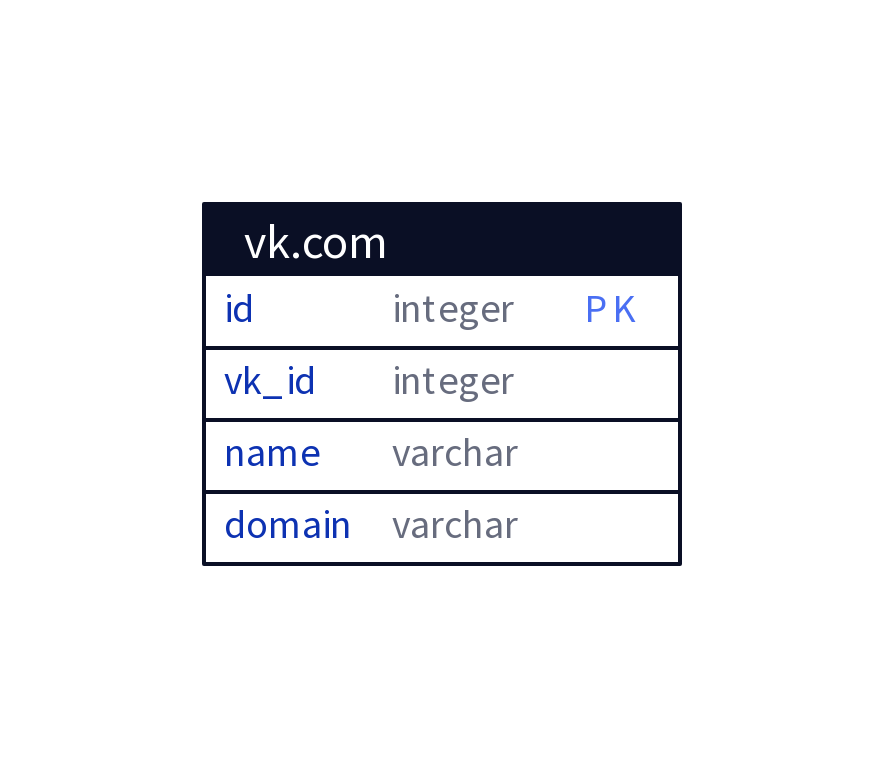 vk.com
id integer PK
vk_id integer
name varchar
domain varchar